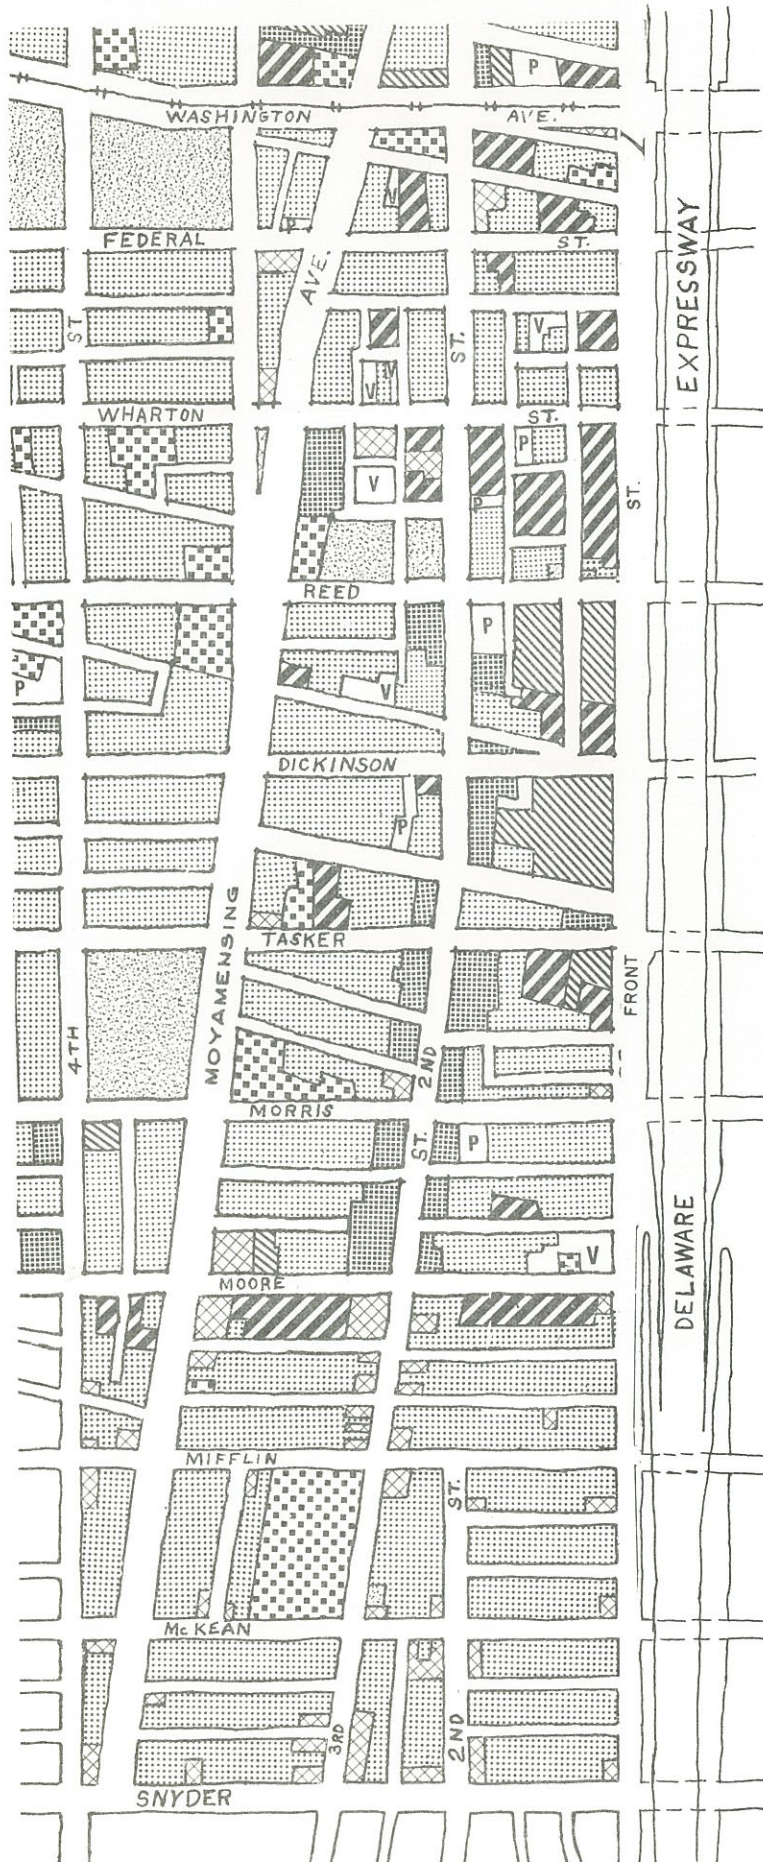 P
WASHINGTON AVE.
V
P
FEDERAL ST.
AVE.
EXPRESSWAY
ST
V
ST.
V
V
WHARTON ST.
P
V
ST.
P
REED
P
P
V
DICKINSON
P
MOYAMENSING
TASKER
FRONT
4TH
2ND
MORRIS
ST.
P
DELAWARE
V
MOORE
MIFFLIN
ST.
McKEAN
3RD
2ND
SNYDER